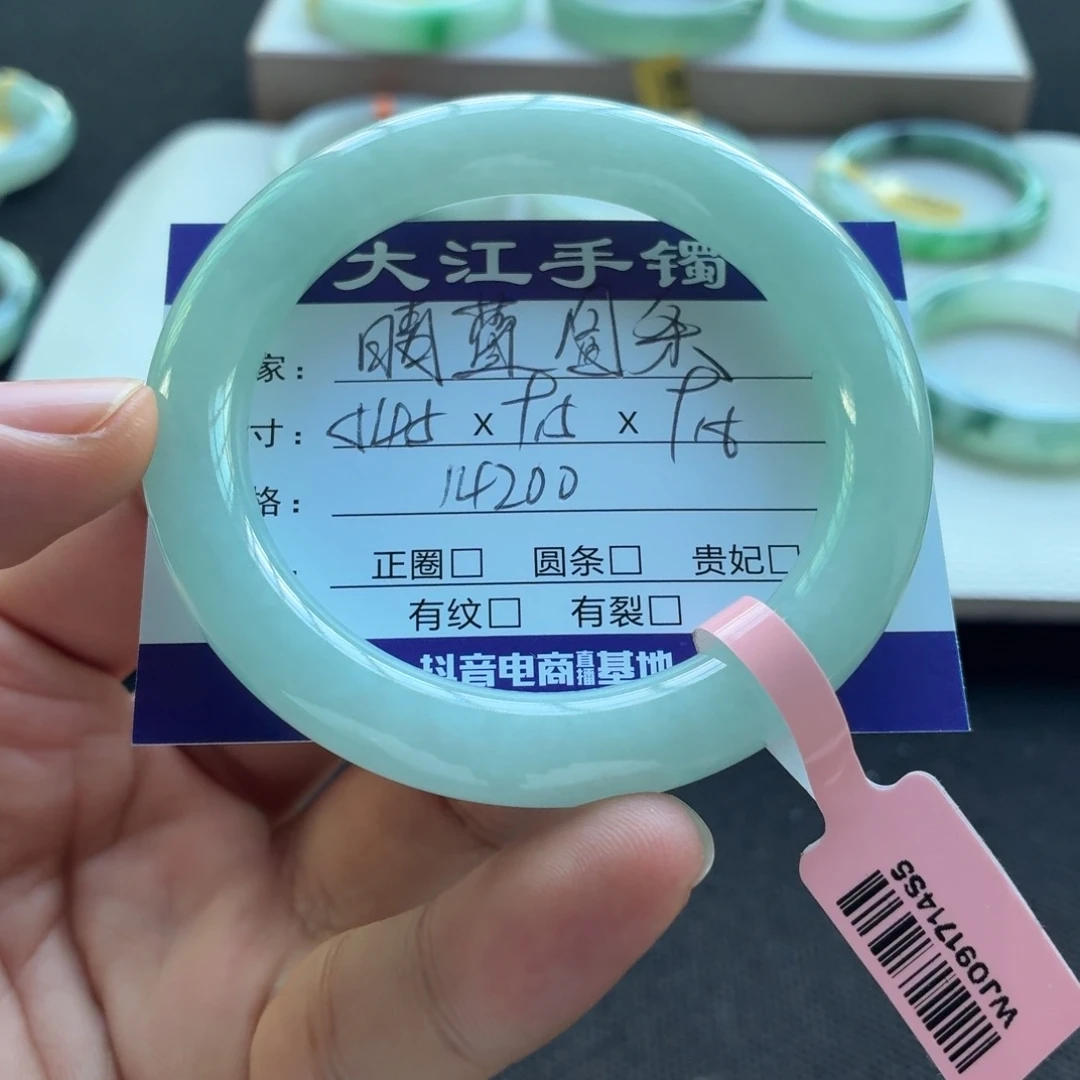 大江手镯
家： 晴蓝圆条
寸： x x
格： 14200
正圈□ 圆条□ 贵妃□
有纹□ 有裂□
抖音电商直播基地
WJ09171455